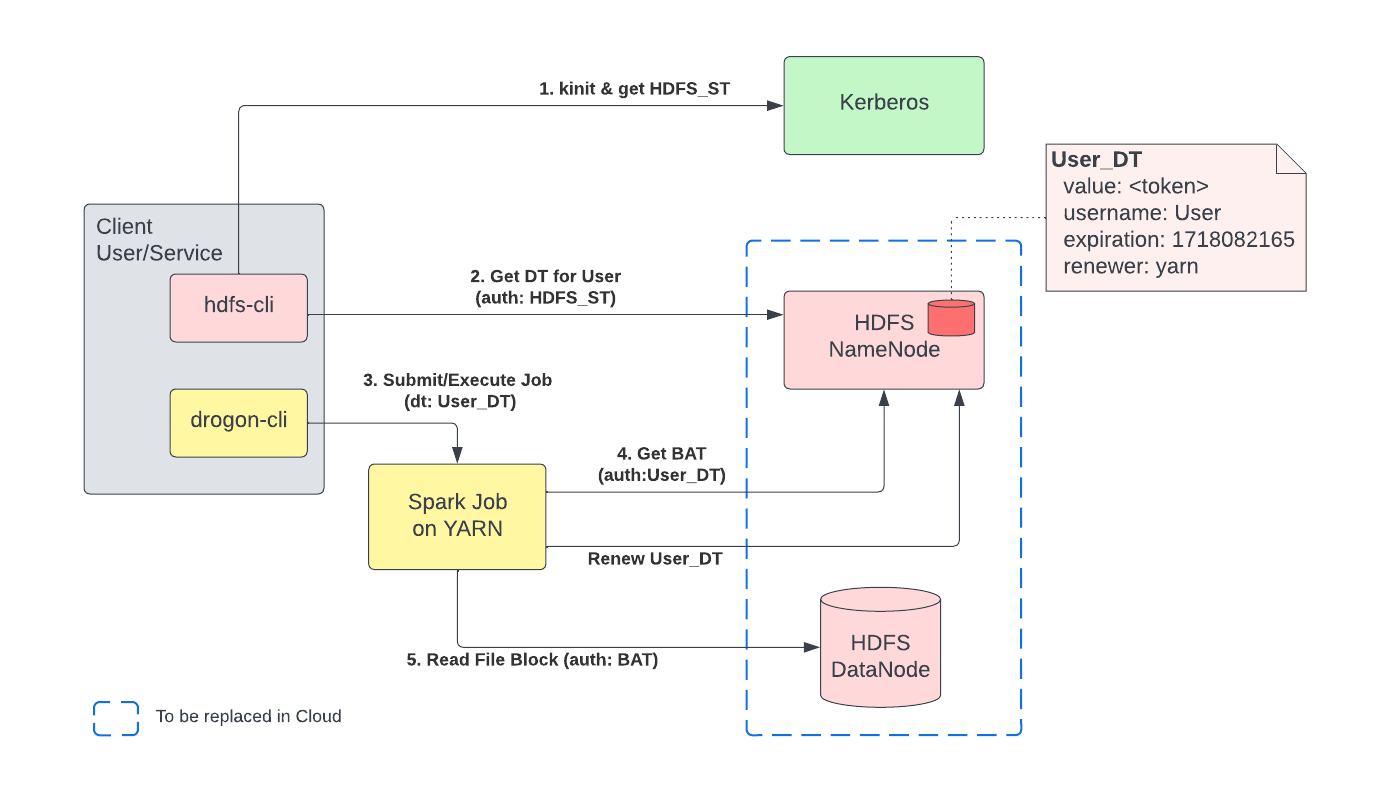 1. kinit & get HDFS_ST
Kerberos
User_DT
value: <token>
username: User
expiration: 1718082165
renewer: yarn
Client
User/Service
hdfs-cli
2. Get DT for User
(auth: HDFS_ST)
HDFS
NameNode
drogon-cli
3. Submit/Execute Job
(dt: User_DT)
Spark Job
on YARN
4. Get BAT
(auth:User_DT)
Renew User_DT
5. Read File Block (auth: BAT)
HDFS
DataNode
To be replaced in Cloud